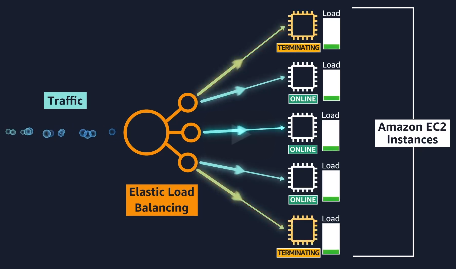 Load
TERMINATING
Load
Traffic
ONLINE
Load
Amazon EC2
Instances
ONLINE
Load
Elastic Load
Balancing
ONLINE
Load
TERMINATING